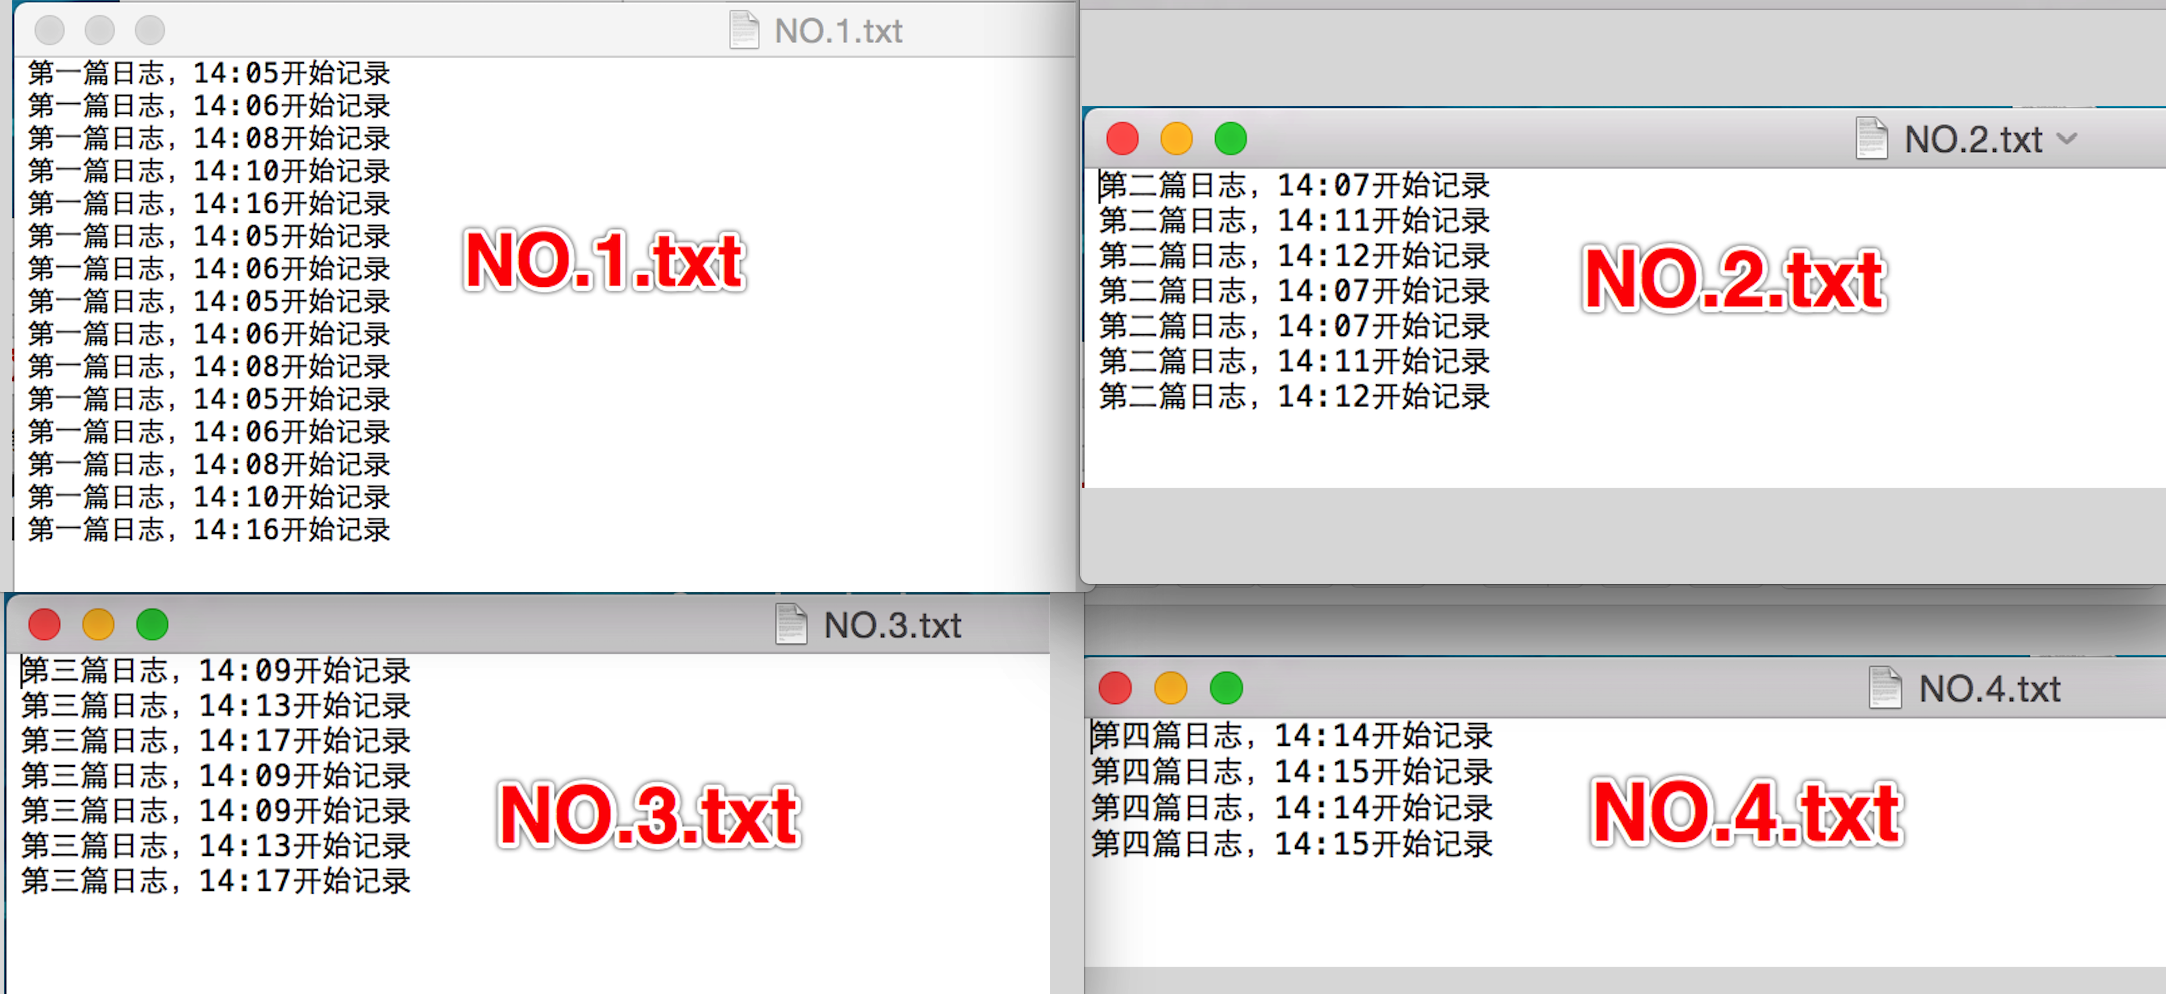 NO.1.txt
第一篇日志，14:05开始记录
第一篇日志，14:06开始记录
第一篇日志，14:08开始记录
第一篇日志，14:10开始记录
第一篇日志，14:16开始记录
第一篇日志，14:05开始记录
第一篇日志，14:06开始记录
第一篇日志，14:05开始记录
第一篇日志，14:06开始记录
第一篇日志，14:08开始记录
第一篇日志，14:05开始记录
第一篇日志，14:06开始记录
第一篇日志，14:08开始记录
第一篇日志，14:10开始记录
第一篇日志，14:16开始记录
NO.1.txt
NO.2.txt
第二篇日志，14:07开始记录
第二篇日志，14:11开始记录
第二篇日志，14:12开始记录
第二篇日志，14:07开始记录
第二篇日志，14:07开始记录
第二篇日志，14:11开始记录
第二篇日志，14:12开始记录
NO.2.txt
NO.3.txt
第三篇日志，14:09开始记录
第三篇日志，14:13开始记录
第三篇日志，14:17开始记录
第三篇日志，14:09开始记录
第三篇日志，14:09开始记录
第三篇日志，14:13开始记录
第三篇日志，14:17开始记录
NO.3.txt
NO.4.txt
第四篇日志，14:14开始记录
第四篇日志，14:15开始记录
第四篇日志，14:14开始记录
第四篇日志，14:15开始记录
NO.4.txt